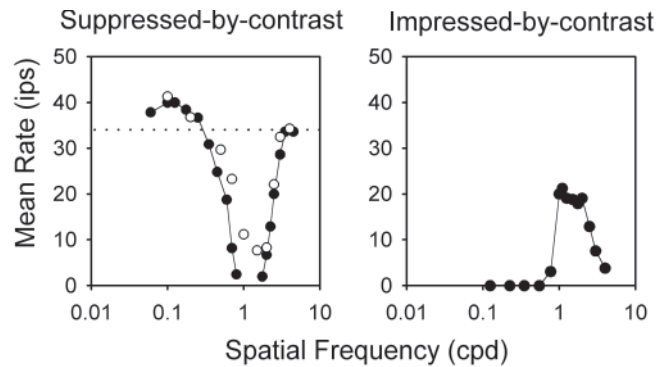 Suppressed-by-contrast Impressed-by-contrast
Mean Rate (ips)
50 50
40 40
30 30
20 20
10 10
0 0
0.01 0.1 1 10 0.01 0.1 1 10
Spatial Frequency (cpd)